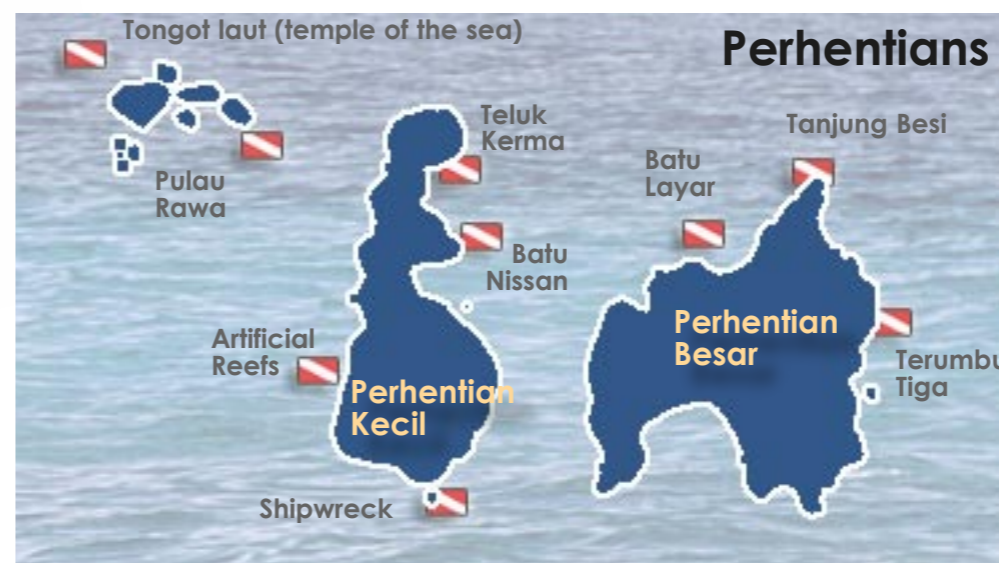 Tongot laut (temple of the sea)
Perhentians
Teluk
Kerma
Tanjung Besi
Batu
Layar
Pulau
Rawa
Batu
Nissan
Artificial
Reefs
Perhentian
Besar
Terumbu
Tiga
Perhentian
Kecil
Shipwreck